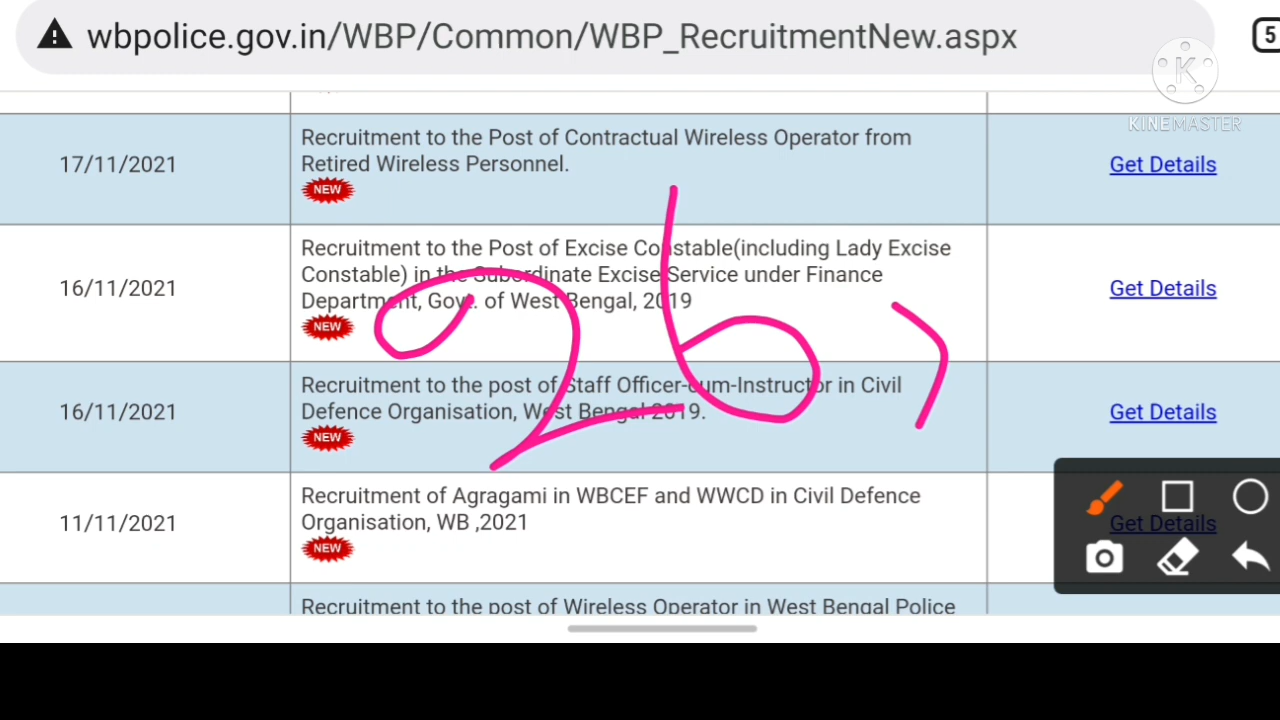 wbpolice.gov.in/WBP/Common/WBP_RecruitmentNew.aspx
5
KINEMASTER
17/11/2021
Recruitment to the Post of Contractual Wireless Operator from
Retired Wireless Personnel.
NEW
Get Details
16/11/2021
Recruitment to the Post of Excise Constable(including Lady Excise
Constable) in the Subordinate Excise Service under Finance
Department, Govt. of West Bengal, 2019
NEW
Get Details
16/11/2021
Recruitment to the post of Staff Officer-cum-Instructor in Civil
Defence Organisation, West Bengal 2019.
NEW
Get Details
26
11/11/2021
Recruitment of Agragami in WBCEF and WWCD in Civil Defence
Organisation, WB ,2021
NEW
Get Details
Recruitment to the post of Wireless Operator in West Bengal Police